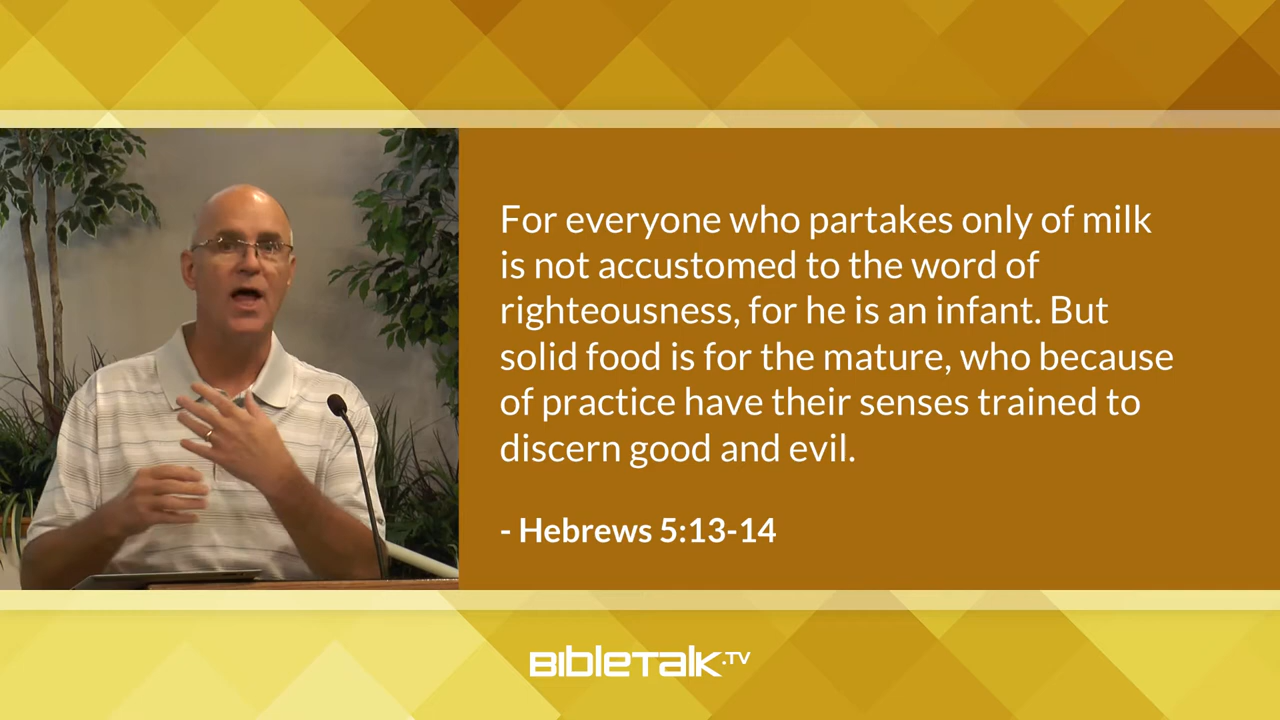 For everyone who partakes only of milk
is not accustomed to the word of
righteousness, for he is an infant. But
solid food is for the mature, who because
of practice have their senses trained to
discern good and evil.
- Hebrews 5:13-14
BIBLETALK.TV